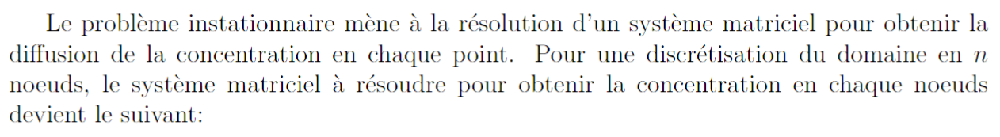 Le problème instationnaire mène à la résolution d'un système matriciel pour obtenir la
diffusion de la concentration en chaque point. Pour une discrétisation du domaine en n
noeuds, le système matriciel à résoudre pour obtenir la concentration en chaque noeuds
devient le suivant: